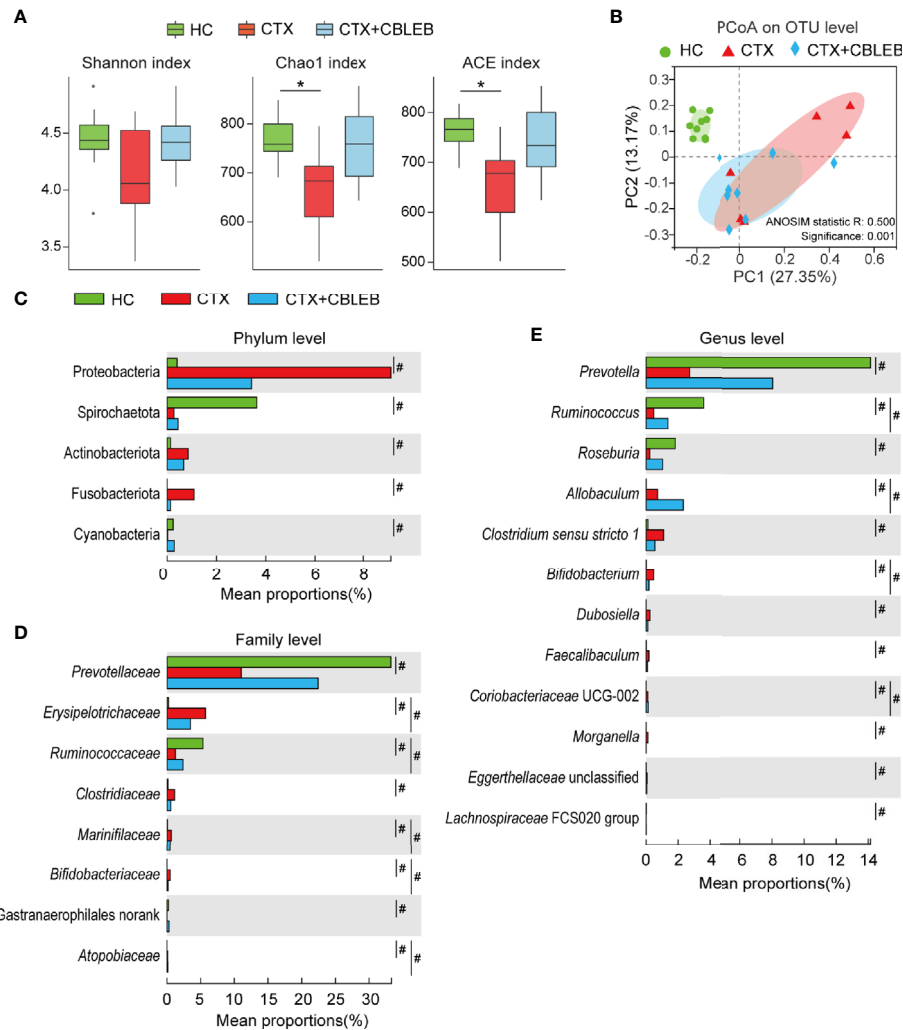 A
HC CTX CTX+CBLEB
Shannon index
4.5
4.0
3.5
Chao1 index
*
800
700
600
ACE index
*
800
700
600
500
B
PCoA on OTU level
HC CTX CTX+CBLEB
PC2 (13.17%)
0.3
0.2
0.1
0
-0.1
-0.2
-0.3
ANOSIM statistic R: 0.500
Significance: 0.001
-0.2 0 0.2 0.4 0.6
PC1 (27.35%)
C
HC CTX CTX+CBLEB
Phylum level
Proteobacteria #
Spirochaetota #
Actinobacteriota #
Fusobacteriota #
Cyanobacteria #
0 2 4 6 8
Mean proportions(%)
D
Family level
Prevotellaceae #
Erysipelotrichaceae # #
Ruminococcaceae # #
Clostridiaceae #
Marinifilaceae # #
Bifidobacteriaceae # #
Gastranaerophilales norank #
Atopobiaceae # #
0 5 10 15 20 25 30
Mean proportions(%)
E
Genus level
Prevotella #
Ruminococcus # #
Roseburia #
Allobaculum # #
Clostridium sensu stricto 1 #
Bifidobacterium # #
Dubosiella #
Faecalibaculum #
Coriobacteriaceae UCG-002 # #
Morganella #
Eggerthellaceae unclassified #
Lachnospiraceae FCS020 group #
0 2 4 6 8 10 12 14
Mean proportions(%)